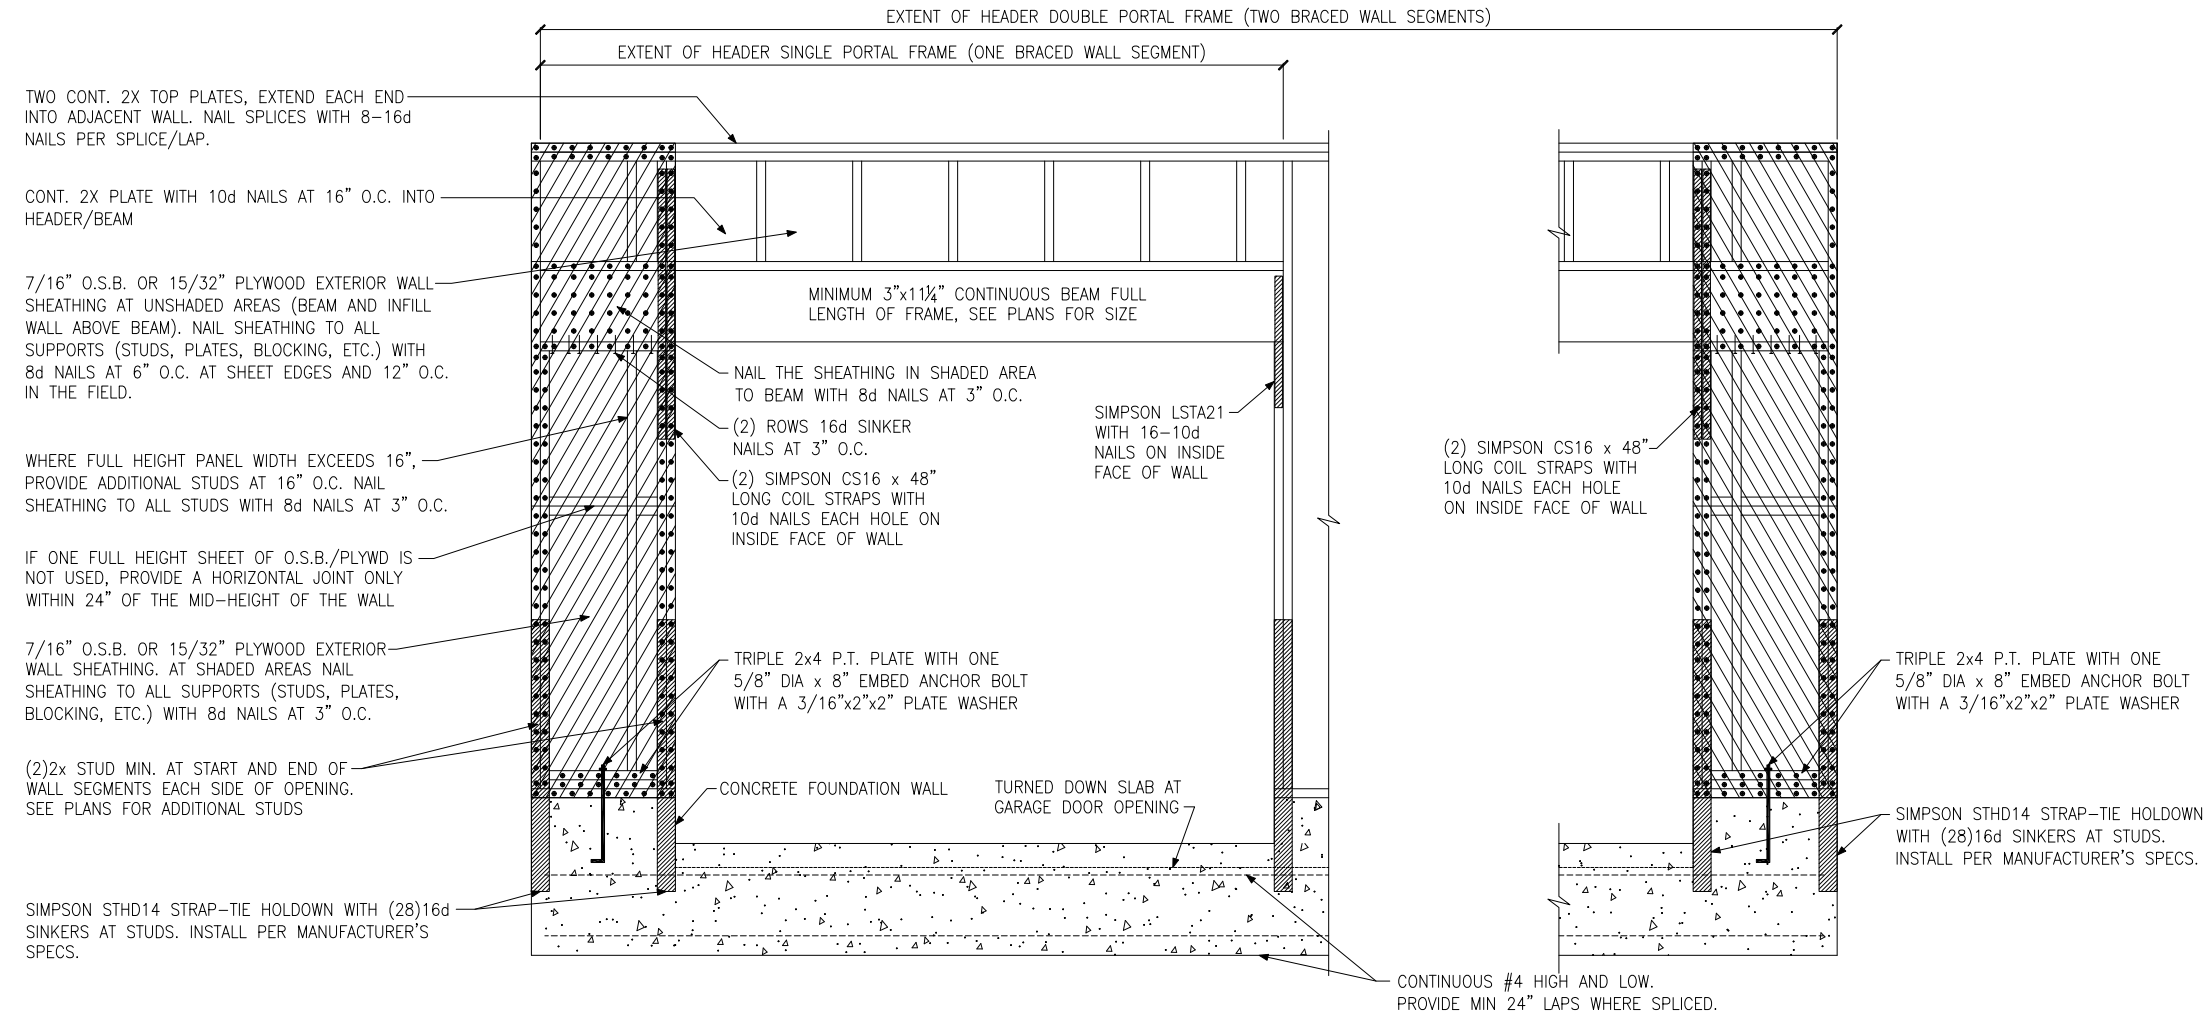 EXTENT OF HEADER DOUBLE PORTAL FRAME (TWO BRACED WALL SEGMENTS)
EXTENT OF HEADER SINGLE PORTAL FRAME (ONE BRACED WALL SEGMENT)
TWO CONT. 2X TOP PLATES, EXTEND EACH END
INTO ADJACENT WALL. NAIL SPLICES WITH 8-16d
NAILS PER SPLICE/LAP.
CONT. 2X PLATE WITH 10d NAILS AT 16" O.C. INTO
HEADER/BEAM
7/16" O.S.B. OR 15/32" PLYWOOD EXTERIOR WALL
SHEATHING AT UNSHADED AREAS (BEAM AND INFILL
WALL ABOVE BEAM). NAIL SHEATHING TO ALL
SUPPORTS (STUDS, PLATES, BLOCKING, ETC.) WITH
8d NAILS AT 6" O.C. AT SHEET EDGES AND 12" O.C.
IN THE FIELD.
WHERE FULL HEIGHT PANEL WIDTH EXCEEDS 16",
PROVIDE ADDITIONAL STUDS AT 16" O.C. NAIL
SHEATHING TO ALL STUDS WITH 8d NAILS AT 3" O.C.
IF ONE FULL HEIGHT SHEET OF O.S.B./PLYWD IS
NOT USED, PROVIDE A HORIZONTAL JOINT ONLY
WITHIN 24" OF THE MID-HEIGHT OF THE WALL
7/16" O.S.B. OR 15/32" PLYWOOD EXTERIOR
WALL SHEATHING. AT SHADED AREAS NAIL
SHEATHING TO ALL SUPPORTS (STUDS, PLATES,
BLOCKING, ETC.) WITH 8d NAILS AT 3" O.C.
(2)2x STUD MIN. AT START AND END OF
WALL SEGMENTS EACH SIDE OF OPENING.
SEE PLANS FOR ADDITIONAL STUDS
SIMPSON STHD14 STRAP-TIE HOLDOWN WITH (28)16d
SINKERS AT STUDS. INSTALL PER MANUFACTURER'S
SPECS.
MINIMUM 3"x11¼" CONTINUOUS BEAM FULL
LENGTH OF FRAME, SEE PLANS FOR SIZE
NAIL THE SHEATHING IN SHADED AREA
TO BEAM WITH 8d NAILS AT 3" O.C.
(2) ROWS 16d SINKER
NAILS AT 3" O.C.
(2) SIMPSON CS16 x 48"
LONG COIL STRAPS WITH
10d NAILS EACH HOLE ON
INSIDE FACE OF WALL
SIMPSON LSTA21
WITH 16-10d
NAILS ON INSIDE
FACE OF WALL
TRIPLE 2x4 P.T. PLATE WITH ONE
5/8" DIA x 8" EMBED ANCHOR BOLT
WITH A 3/16"x2"x2" PLATE WASHER
CONCRETE FOUNDATION WALL
TURNED DOWN SLAB AT
GARAGE DOOR OPENING
(2) SIMPSON CS16 x 48"
LONG COIL STRAPS WITH
10d NAILS EACH HOLE
ON INSIDE FACE OF WALL
TRIPLE 2x4 P.T. PLATE WITH ONE
5/8" DIA x 8" EMBED ANCHOR BOLT
WITH A 3/16"x2"x2" PLATE WASHER
SIMPSON STHD14 STRAP-TIE HOLDOWN
WITH (28)16d SINKERS AT STUDS.
INSTALL PER MANUFACTURER'S SPECS.
CONTINUOUS #4 HIGH AND LOW.
PROVIDE MIN 24" LAPS WHERE SPLICED.